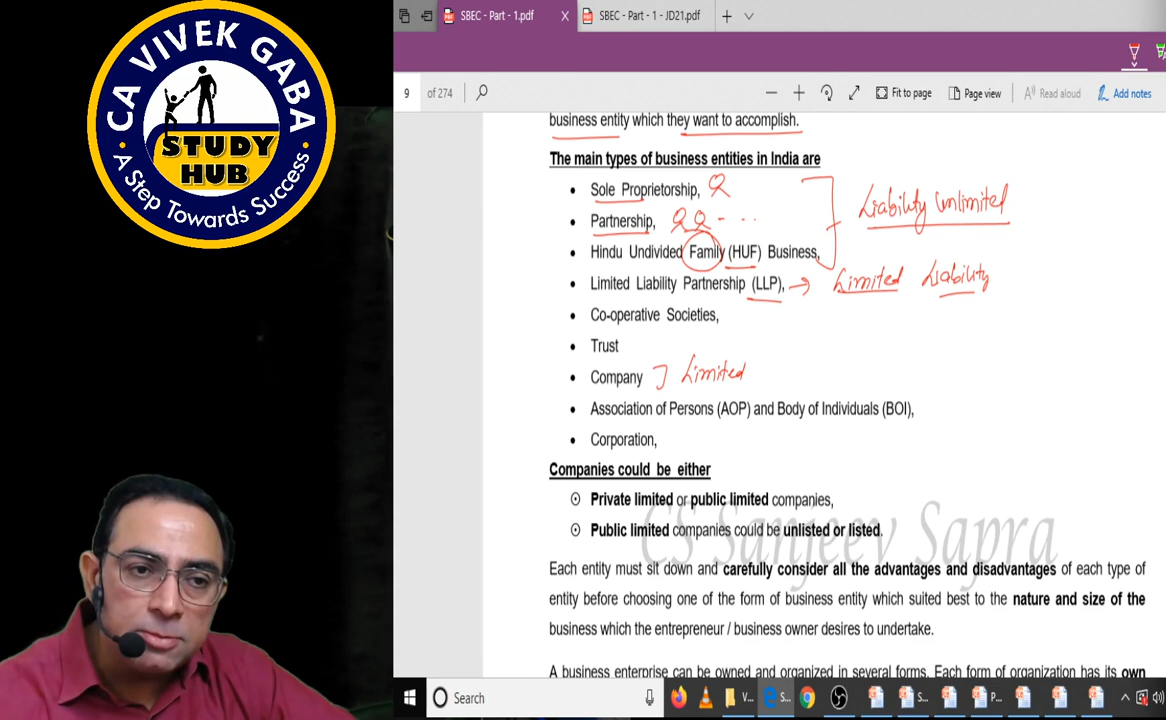 CA VIVEK GABA
STUDY
HUB
A Step Towards Success
SBEC - Part - 1.pdf
SBEC - Part - 1 - JD21.pdf
9 of 274
Fit to page
Page view
Read aloud
Add notes
business entity which they want to accomplish.
The main types of business entities in India are
• Sole Proprietorship,
• Partnership,
Liability Unlimited
• Hindu Undivided Family (HUF) Business,
• Limited Liability Partnership (LLP), → Limited Liability
• Co-operative Societies,
• Trust
• Company ] Limited
• Association of Persons (AOP) and Body of Individuals (BOI),
• Corporation,
Companies could be either
Private limited or public limited companies,
Public limited companies could be unlisted or listed.
CS Sanjeev Sapra
Each entity must sit down and carefully consider all the advantages and disadvantages of each type of
entity before choosing one of the form of business entity which suited best to the nature and size of the
business which the entrepreneur / business owner desires to undertake.
A business enterprise can be owned and organized in several forms. Each form of organization has its own
Search
V...
S...
S...
P...